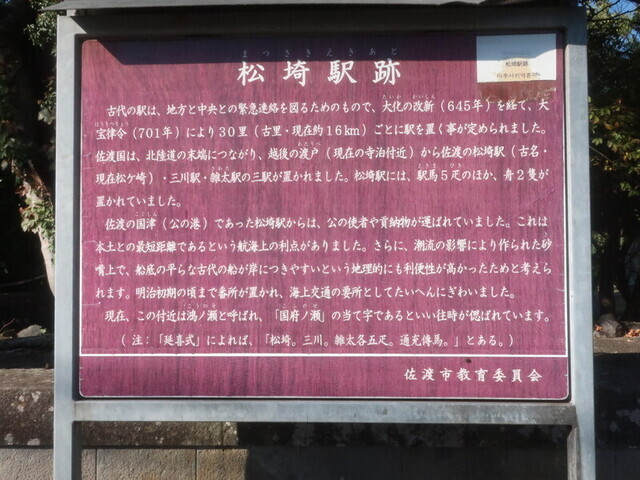 まつさきえきあと
松埼駅跡
松埼駅跡
古代の駅は、地方と中央との緊急連絡を図るためのもので、大化の改新(645年)を経て、大
宝律令(701年)により30里(古里・現在約16km)ごとに駅を置く事が定められました。
佐渡国は、北陸道の末端につながり、越後の渡戸(現在の寺泊付近)から佐渡の松埼駅(古名・
現在松ケ崎)・三川駅・雑太駅の三駅が置かれました。松埼駅には、駅馬5疋のほか、舟2隻が
置かれていました。
佐渡の国津(公の港)であった松埼駅からは、公の使者や貢納物が運ばれていました。これは
本土との最短距離であるという航海上の利点がありました。さらに、潮流の影響により作られた砂
嘴上で、船底の平らな古代の船が岸につきやすいという地理的にも利便性が高かったためと考えら
れます。明治初期の頃まで番所が置かれ、海上交通の要所としてたいへんにぎわいました。
現在、この付近は鴻ノ瀬と呼ばれ、「国府ノ瀬」の当て字であるといい往時が偲ばれています。
(注:「延喜式」によれば、「松埼。三川。雑太各五疋。通充傳馬。」とある。)
佐渡市教育委員会